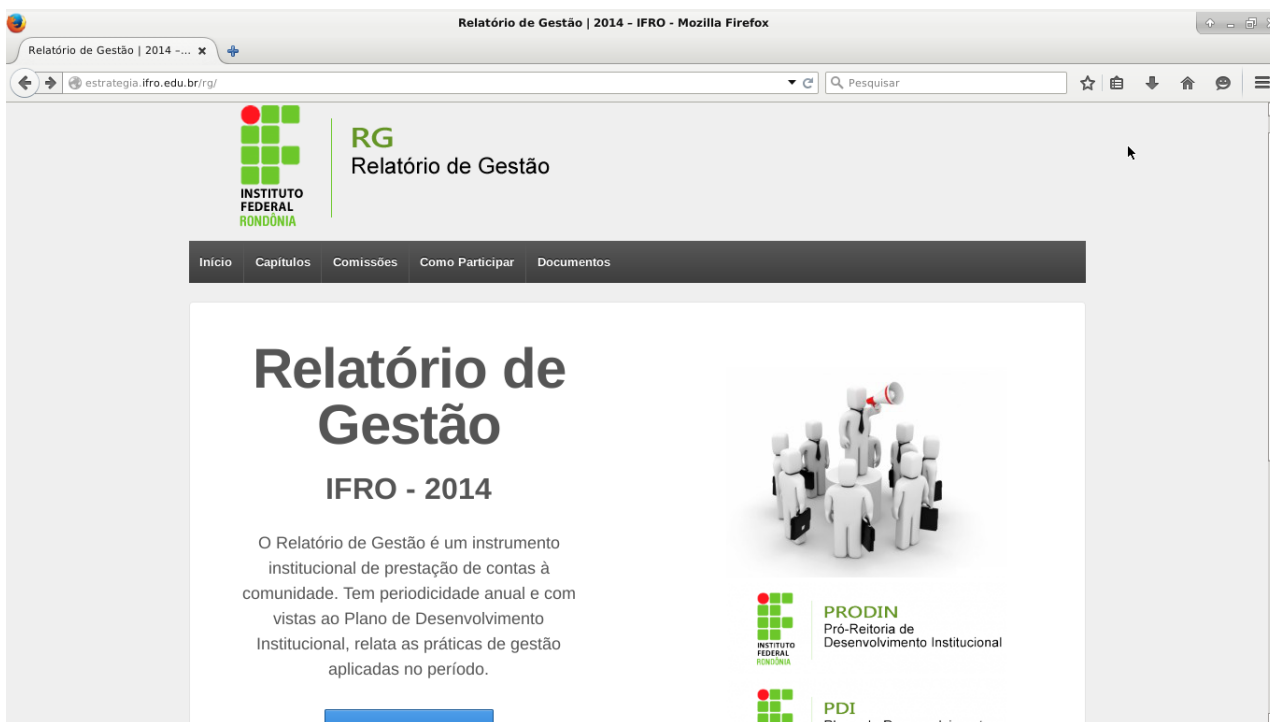 Relatório de Gestão | 2014 – IFRO - Mozilla Firefox
Relatório de Gestão | 2014 –...
estrategia.ifro.edu.br/rg/
Pesquisar
INSTITUTO
FEDERAL
RONDÔNIA
RG
Relatório de Gestão
Início Capítulos Comissões Como Participar Documentos
Relatório de
Gestão
IFRO - 2014
O Relatório de Gestão é um instrumento
institucional de prestação de contas à
comunidade. Tem periodicidade anual e com
vistas ao Plano de Desenvolvimento
Institucional, relata as práticas de gestão
aplicadas no período.
INSTITUTO
FEDERAL
RONDÔNIA
PRODIN
Pró-Reitoria de
Desenvolvimento Institucional
PDI